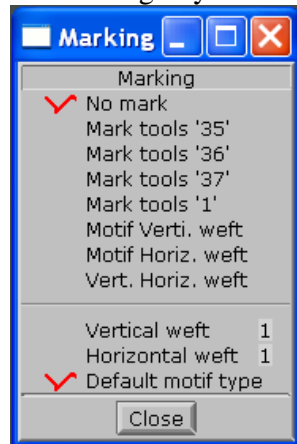 Marking
Marking
No mark
Mark tools '35'
Mark tools '36'
Mark tools '37'
Mark tools '1'
Motif Verti. weft
Motif Horiz. weft
Vert. Horiz. weft
Vertical weft 1
Horizontal weft 1
Default motif type
Close